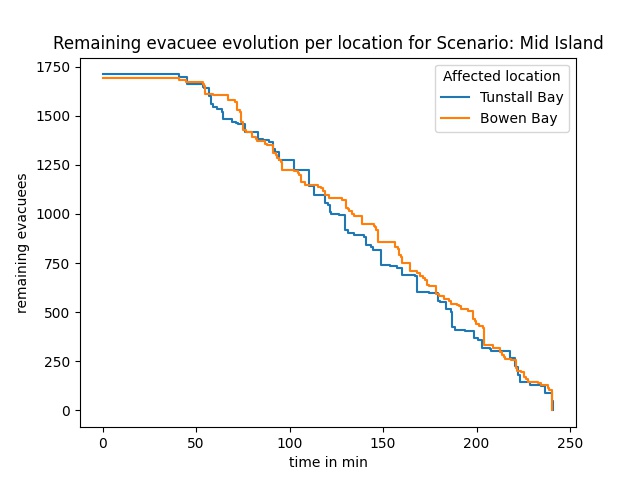 Remaining evacuee evolution per location for Scenario: Mid Island
Affected location
Tunstall Bay
Bowen Bay
remaining evacuees
1750
1500
1250
1000
750
500
250
0
0 50 100 150 200 250
time in min